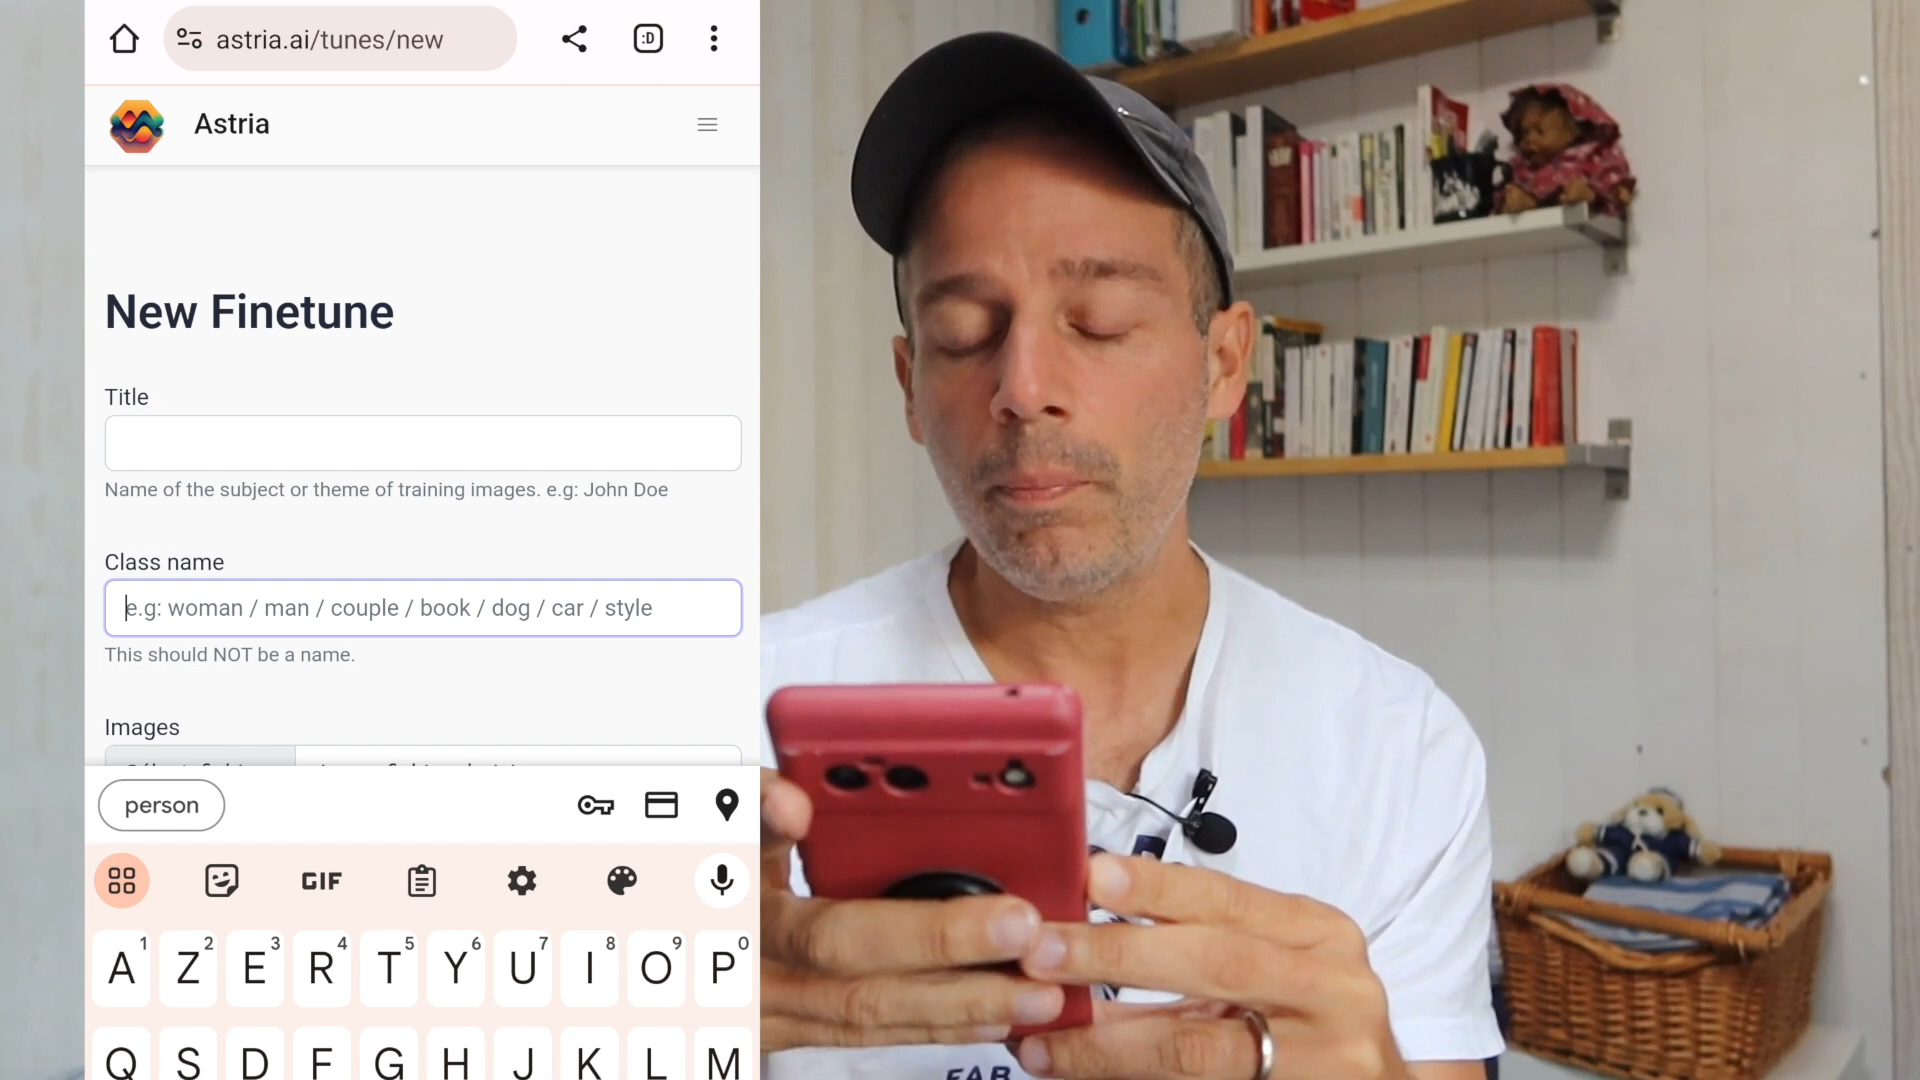 astria.ai/tunes/new
:D
Astria
New Finetune
Title
Name of the subject or theme of training images. e.g: John Doe
Class name
e.g: woman / man / couple / book / dog / car / style
This should NOT be a name.
Images
person
GIF
A 1 Z 2 E 3 R 4 T 5 Y 6 U 7 I 8 O 9 P 0
Q S D F G H J K L M
FAB